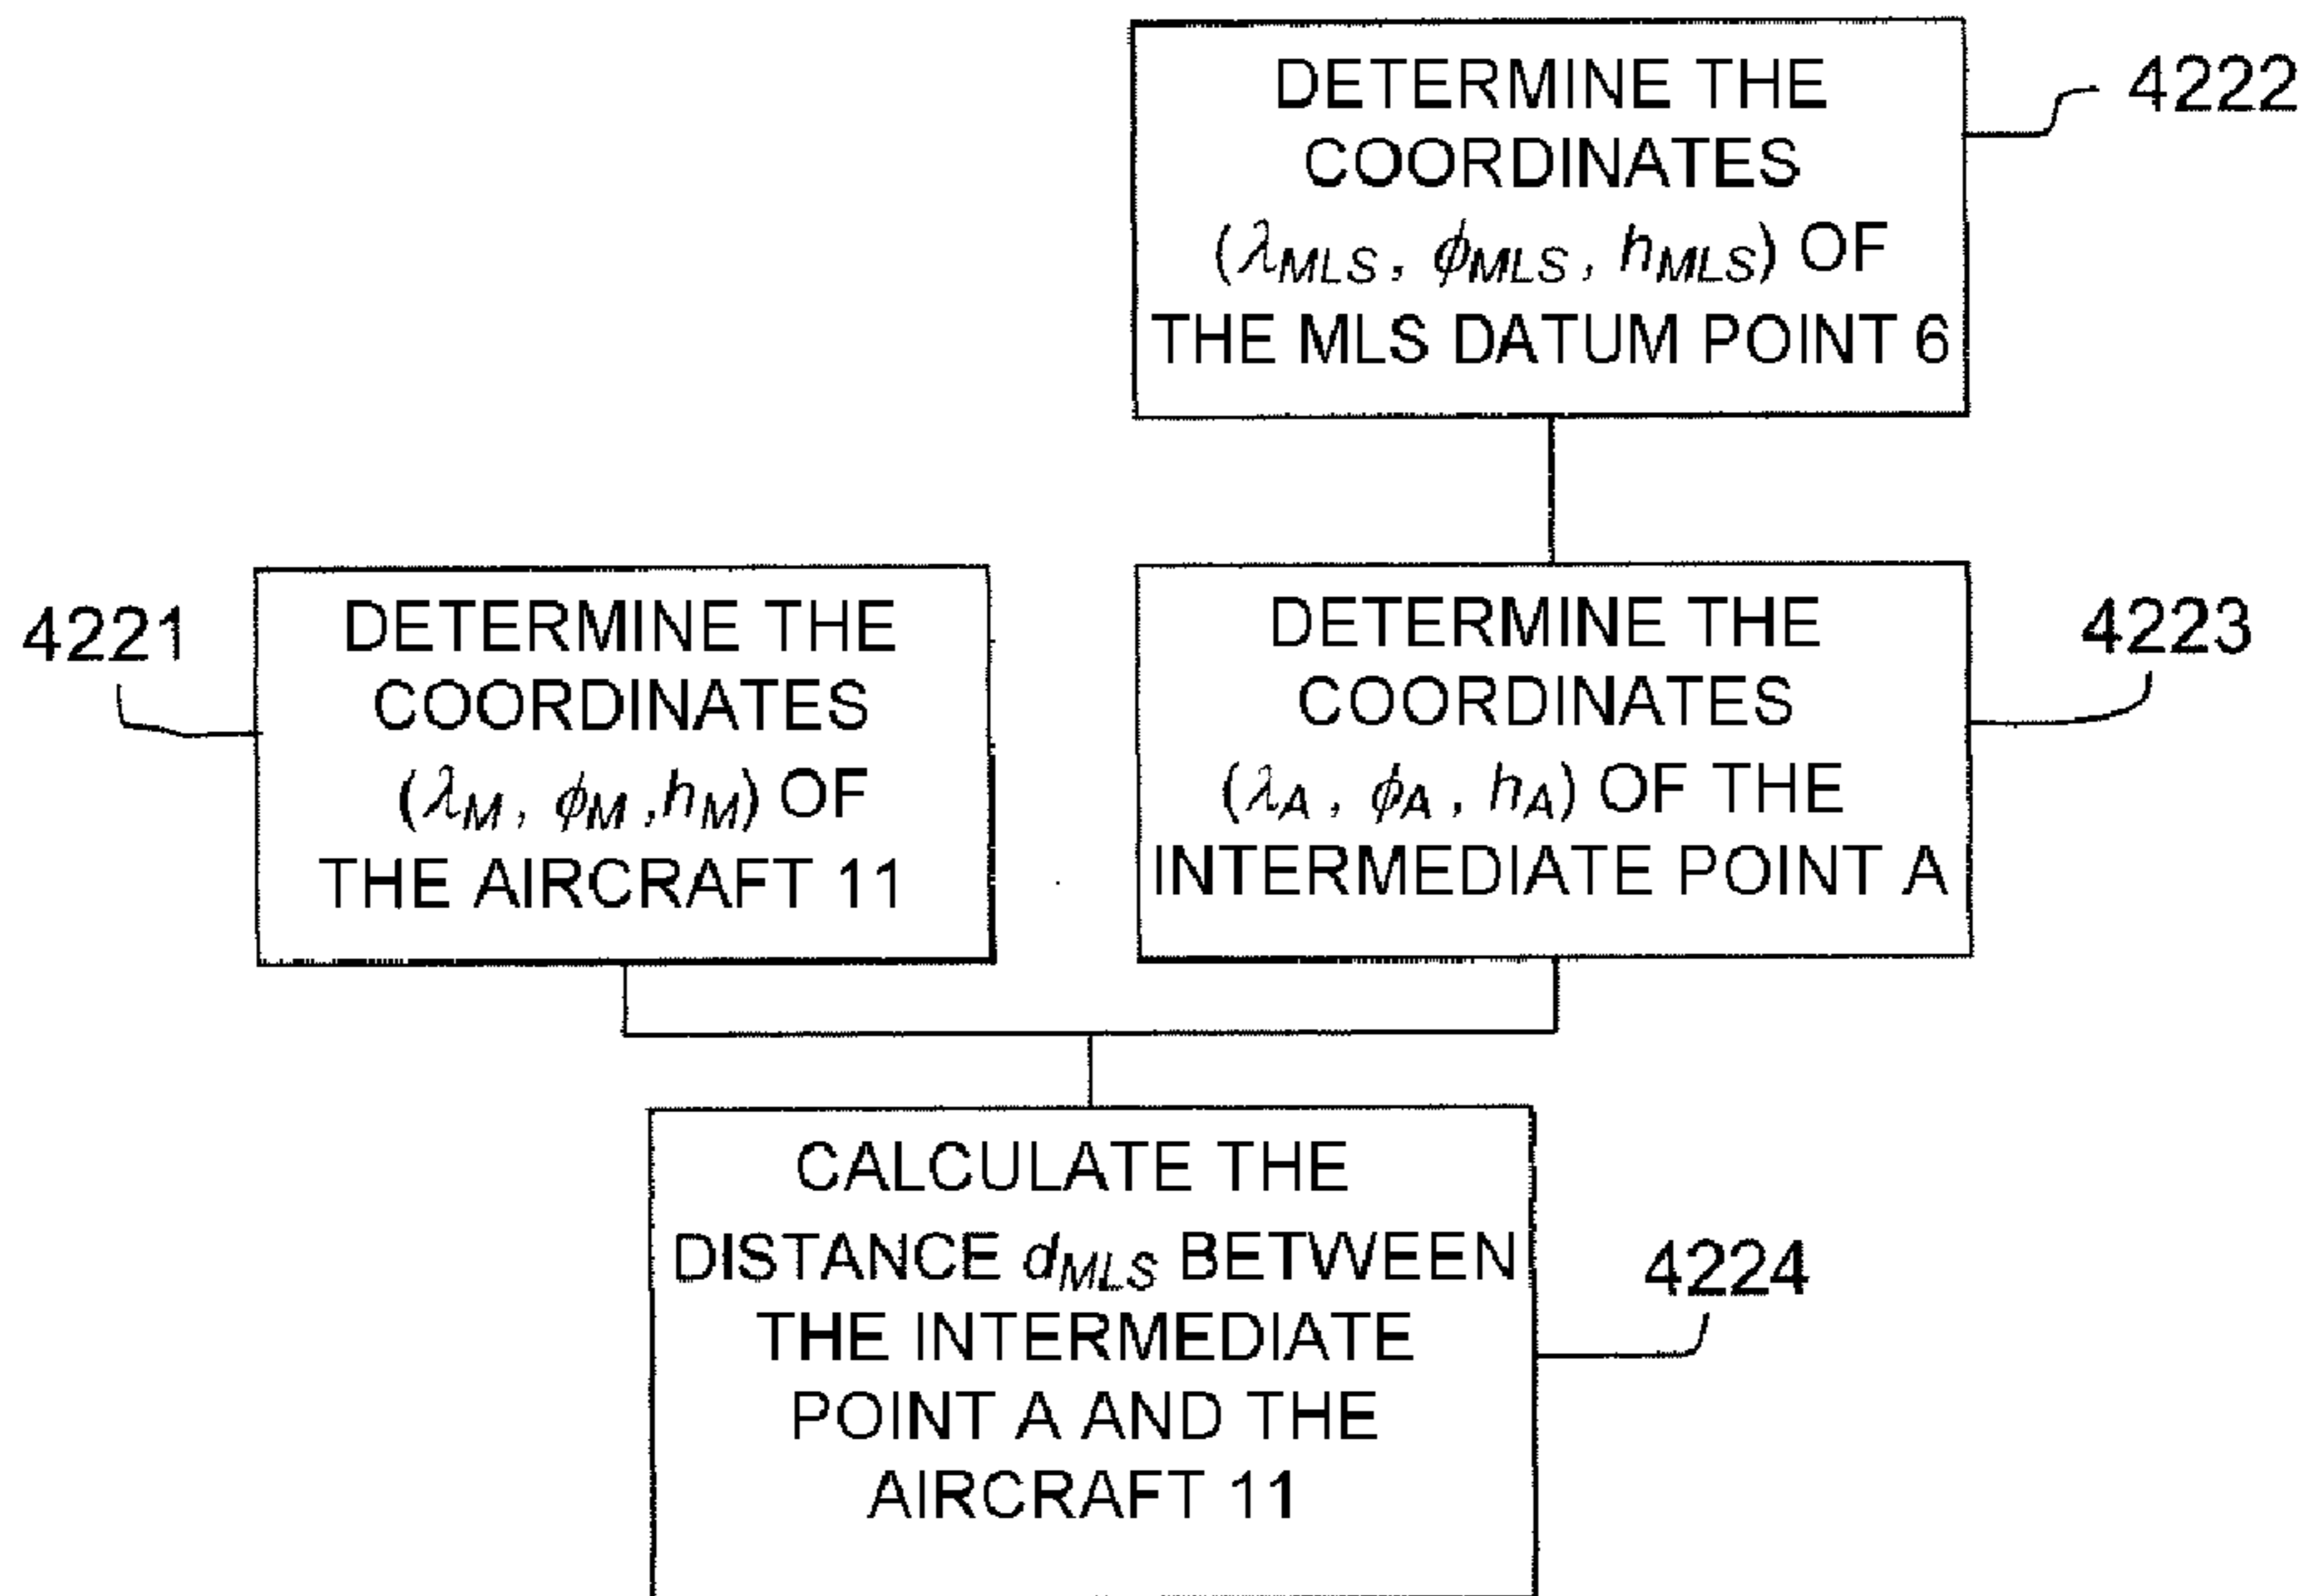 DETERMINE THE
COORDINATES
(λMLS, ϕMLS, hMLS) OF
THE MLS DATUM POINT 6
4222
4221
DETERMINE THE
COORDINATES
(λM, ϕM,hM) OF
THE AIRCRAFT 11
DETERMINE THE
COORDINATES
(λA, ϕA, hA) OF THE
INTERMEDIATE POINT A
4223
CALCULATE THE
DISTANCE dMLS BETWEEN
THE INTERMEDIATE
POINT A AND THE
AIRCRAFT 11
4224